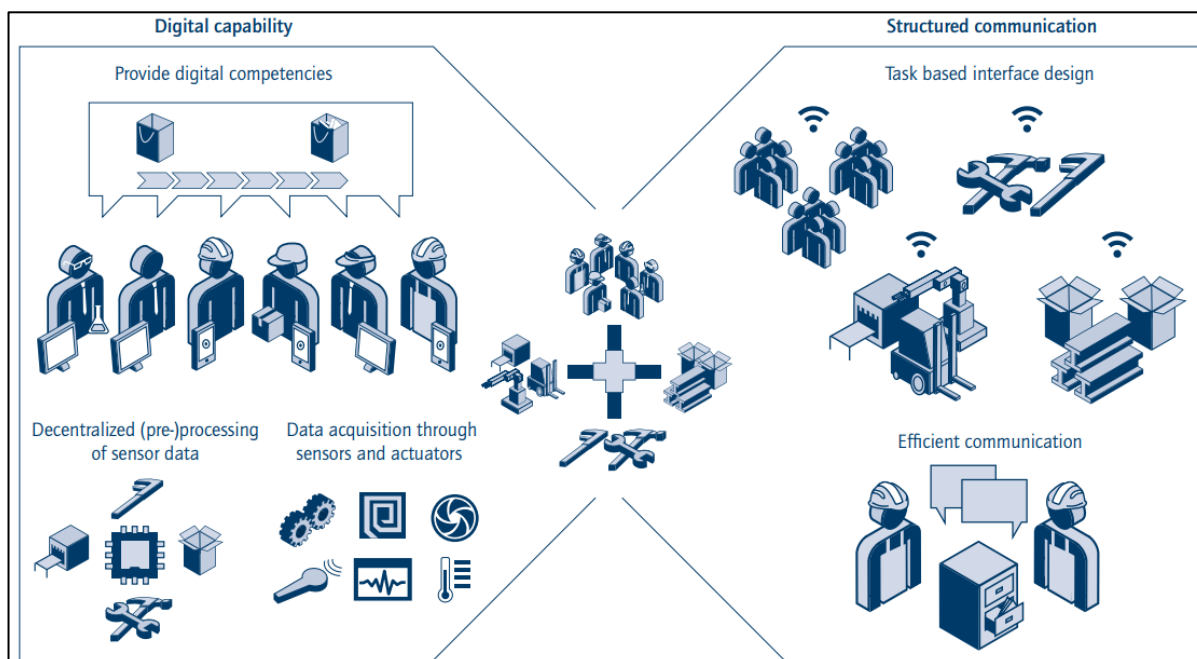 Digital capability
Provide digital competencies
Decentralized (pre-)processing
of sensor data
Data acquisition through
sensors and actuators
Structured communication
Task based interface design
Efficient communication